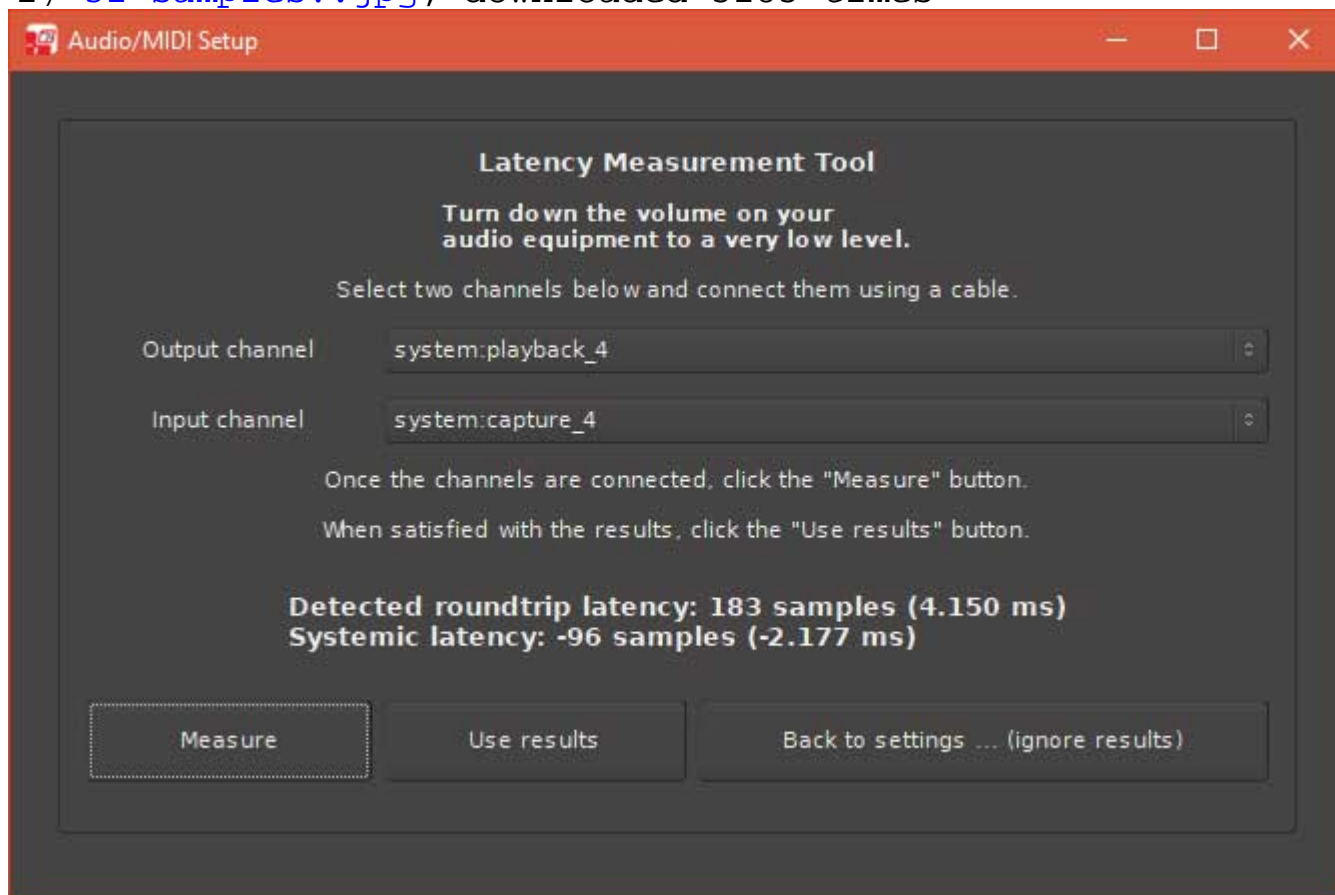 Audio/MIDI Setup
Latency Measurement Tool
Turn down the volume on your
audio equipment to a very low level.
Select two channels below and connect them using a cable.
Output channel system:playback_4
Input channel system:capture_4
Once the channels are connected, click the "Measure" button.
When satisfied with the results, click the "Use results" button.
Detected roundtrip latency: 183 samples (4.150 ms)
Systemic latency: -96 samples (-2.177 ms)
Measure Use results Back to settings ... (ignore results)